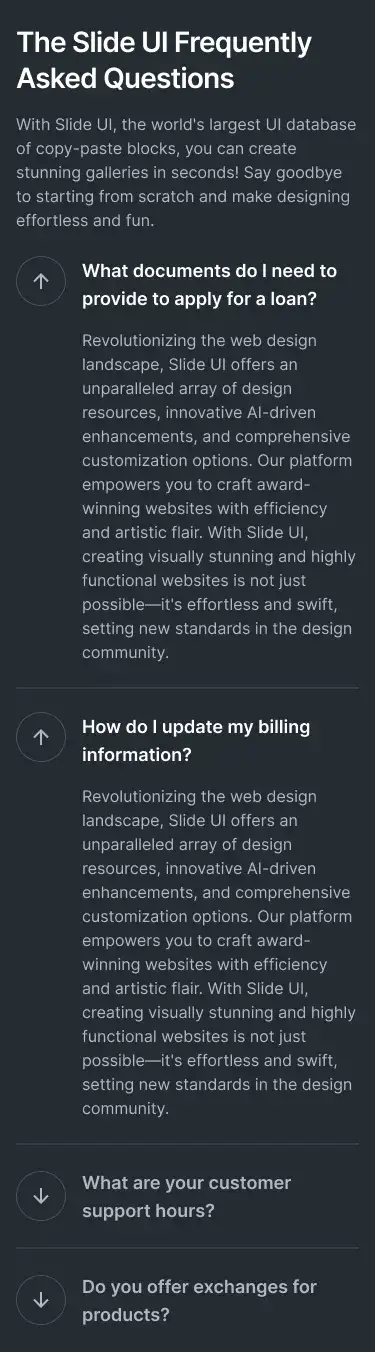 The Slide UI Frequently
Asked Questions
With Slide UI, the world's largest UI database
of copy-paste blocks, you can create
stunning galleries in seconds! Say goodbye
to starting from scratch and make designing
effortless and fun.
What documents do I need to
provide to apply for a loan?
Revolutionizing the web design
landscape, Slide UI offers an
unparalleled array of design
resources, innovative AI-driven
enhancements, and comprehensive
customization options. Our platform
empowers you to craft award-
winning websites with efficiency
and artistic flair. With Slide UI,
creating visually stunning and highly
functional websites is not just
possible—it's effortless and swift,
setting new standards in the design
community.
How do I update my billing
information?
Revolutionizing the web design
landscape, Slide UI offers an
unparalleled array of design
resources, innovative AI-driven
enhancements, and comprehensive
customization options. Our platform
empowers you to craft award-
winning websites with efficiency
and artistic flair. With Slide UI,
creating visually stunning and highly
functional websites is not just
possible—it's effortless and swift,
setting new standards in the design
community.
What are your customer
support hours?
Do you offer exchanges for
products?